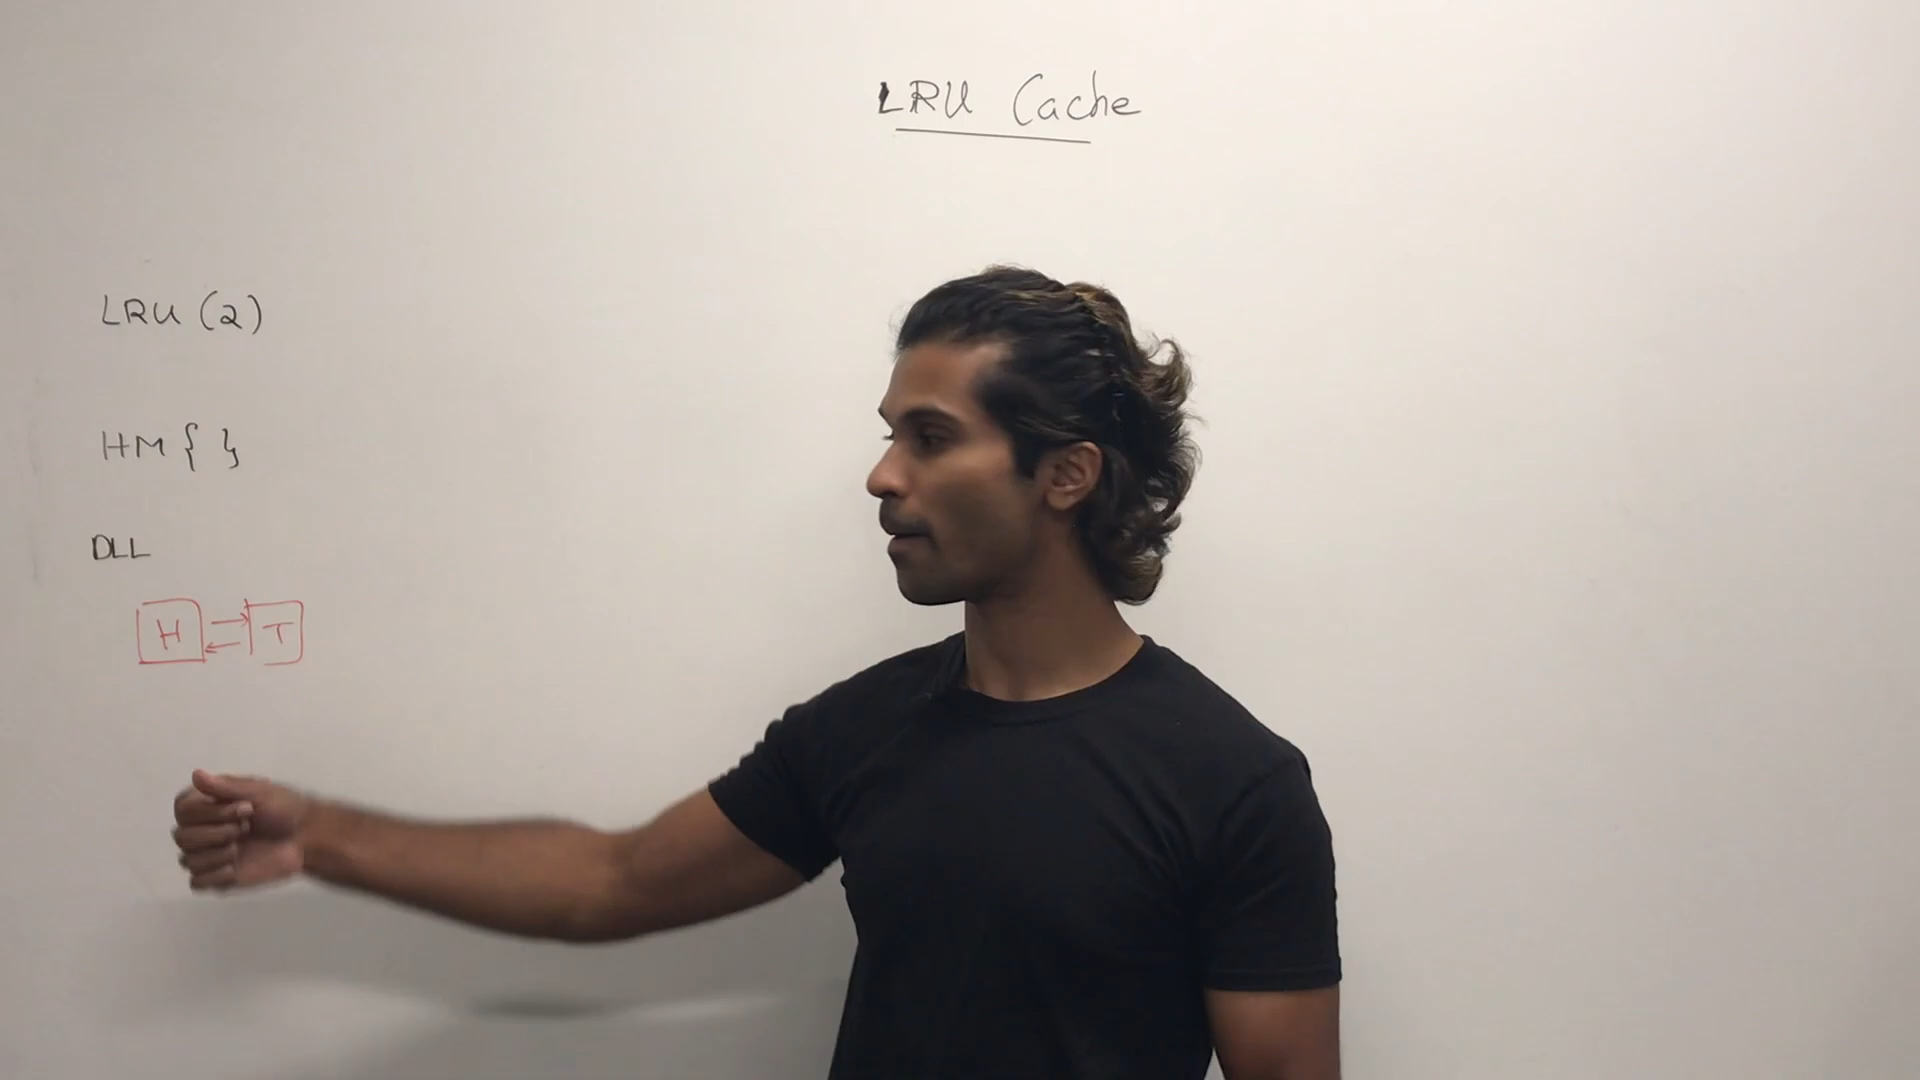 LRU Cache
LRU (2)
HM { }
DLL
H T